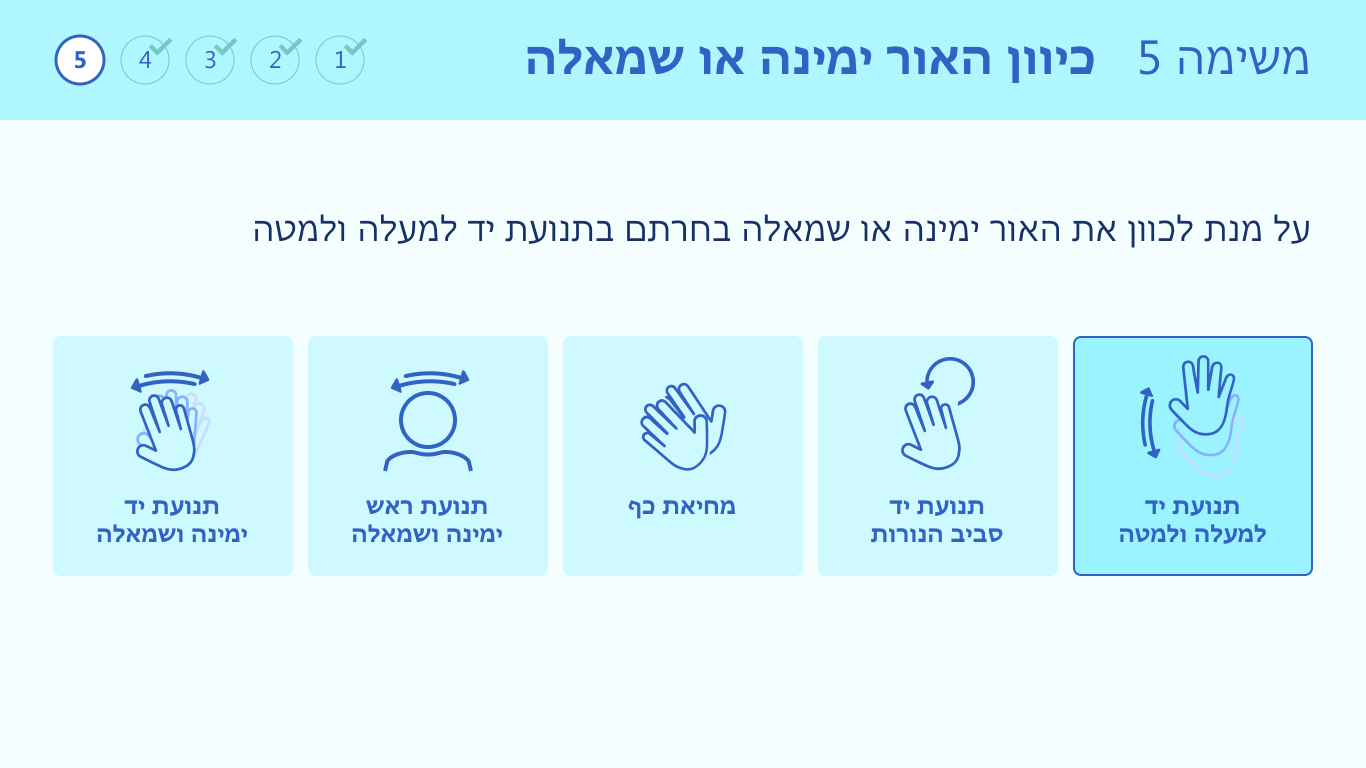 משימה 5 כיוון האור ימינה או שמאלה
1 2 3 4 5
על מנת לכוון את האור ימינה או שמאלה בחרתם בתנועת יד למעלה ולמטה
תנועת יד
למעלה ולמטה
תנועת יד
סביב הנורות
מחיאת כף
תנועת ראש
ימינה ושמאלה
תנועת יד
ימינה ושמאלה